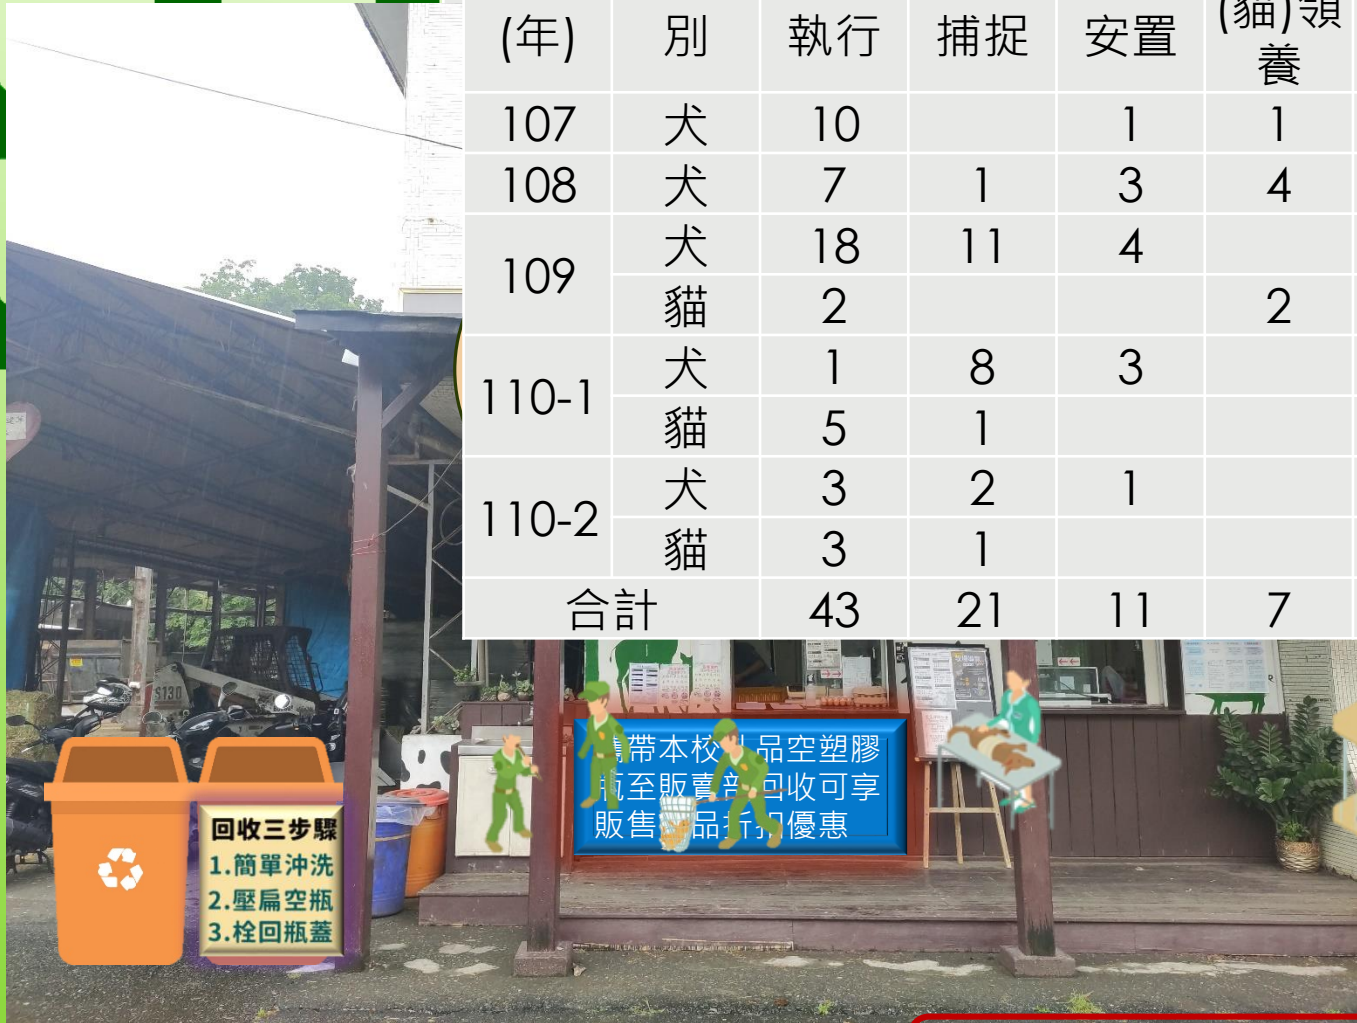 (年) 別 執行 捕捉 安置 (貓)領養
107 犬 10 1 1
108 犬 7 1 3 4
109 犬 18 11 4
貓 2 2
110-1 犬 1 8 3
貓 5 1
110-2 犬 3 2 1
貓 3 1
合計 43 21 11 7
S130
帶本校 品空塑膠
至販賣部回收可享
販售 品折扣優惠
回收三步驟
1.簡單沖洗
2.壓扁空瓶
3.栓回瓶蓋